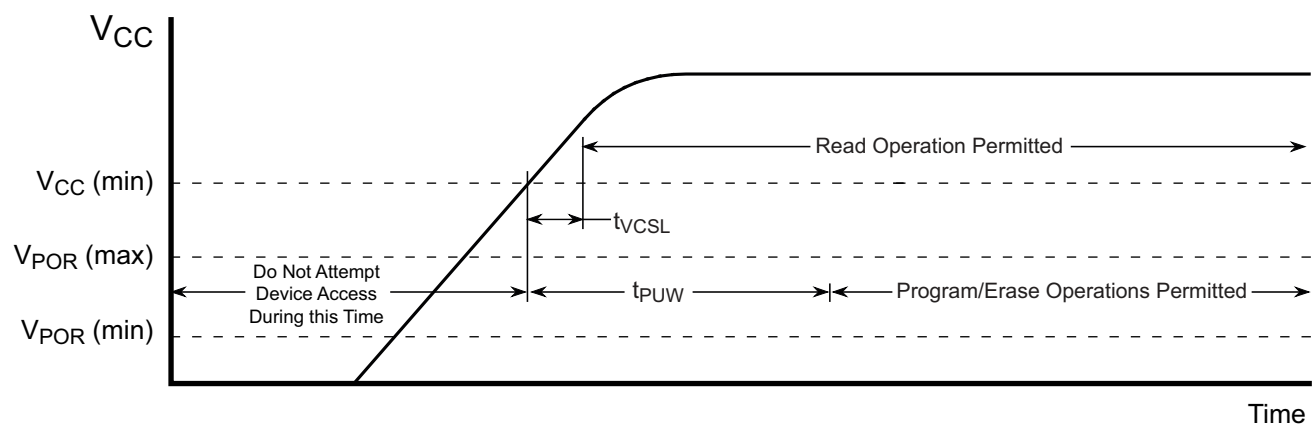 VCC
Read Operation Permitted
VCC (min)
tVCSL
VPOR (max)
Do Not Attempt
Device Access
During this Time
tPUW
Program/Erase Operations Permitted
VPOR (min)
Time